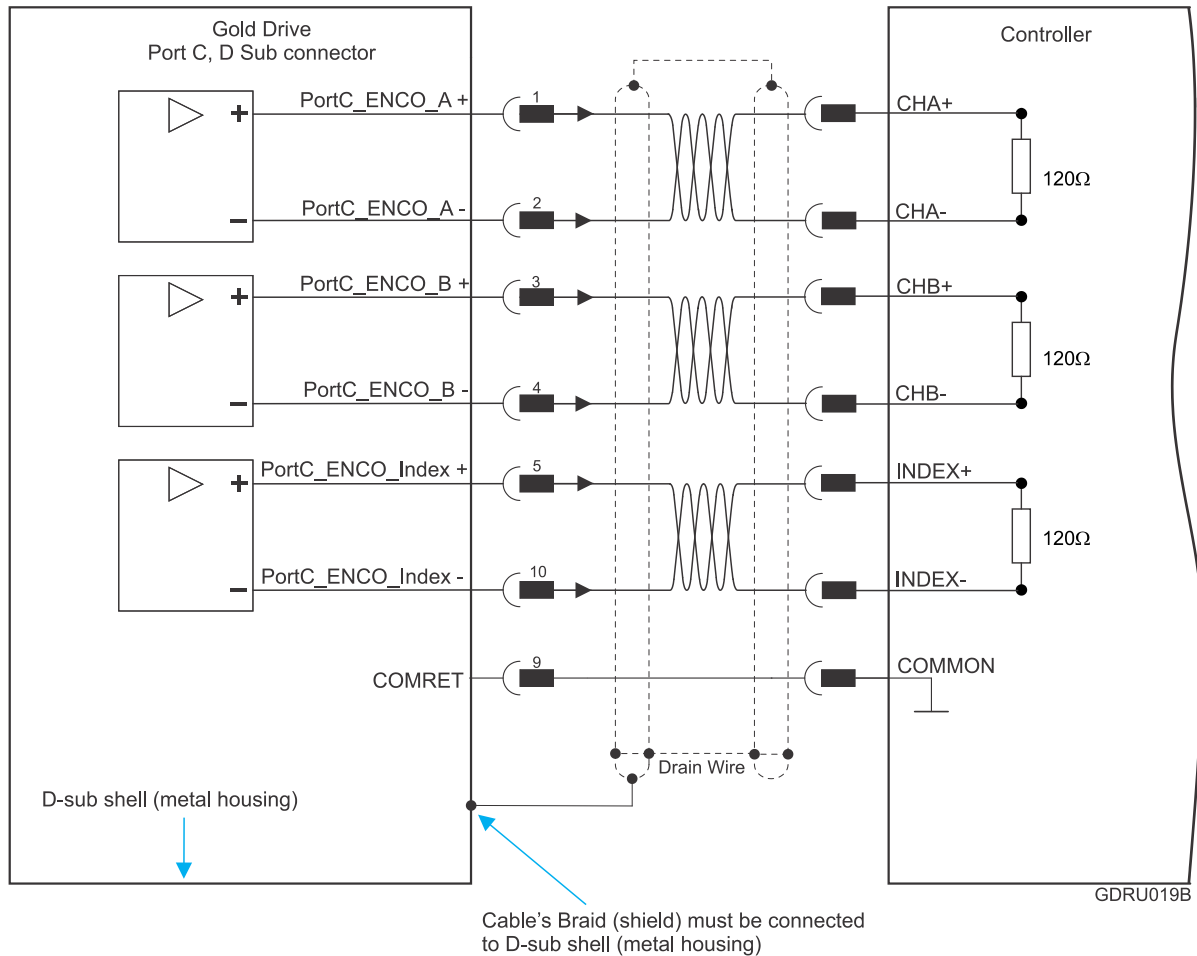 Gold Drive
Port C, D Sub connector
Controller
PortC_ENCO_A +
1
CHA+
+
120Ω
PortC_ENCO_A -
2
CHA-
−
PortC_ENCO_B +
3
CHB+
+
120Ω
PortC_ENCO_B -
4
CHB-
−
PortC_ENCO_Index +
5
INDEX+
+
120Ω
PortC_ENCO_Index -
10
INDEX-
−
COMRET
9
COMMON
Drain Wire
D-sub shell (metal housing)
GDRU019B
Cable's Braid (shield) must be connected
to D-sub shell (metal housing)